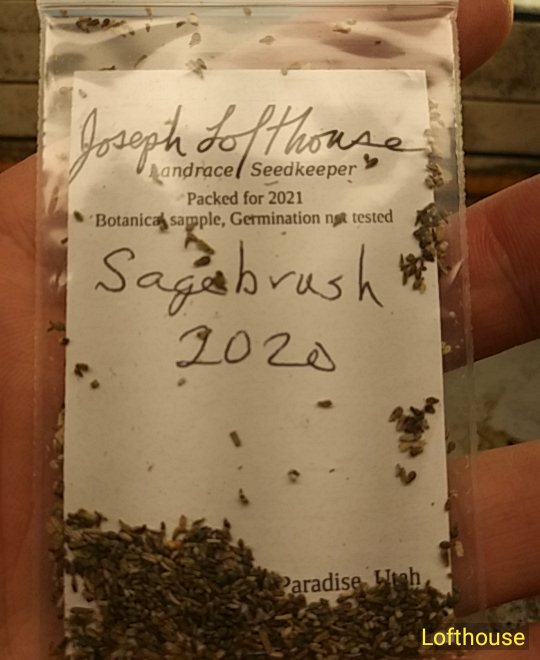 Joseph Lofthouse
Landrace Seedkeeper
Packed for 2021
Botanical sample, Germination not tested
Sagebrush
2020
Paradise, Utah
Lofthouse